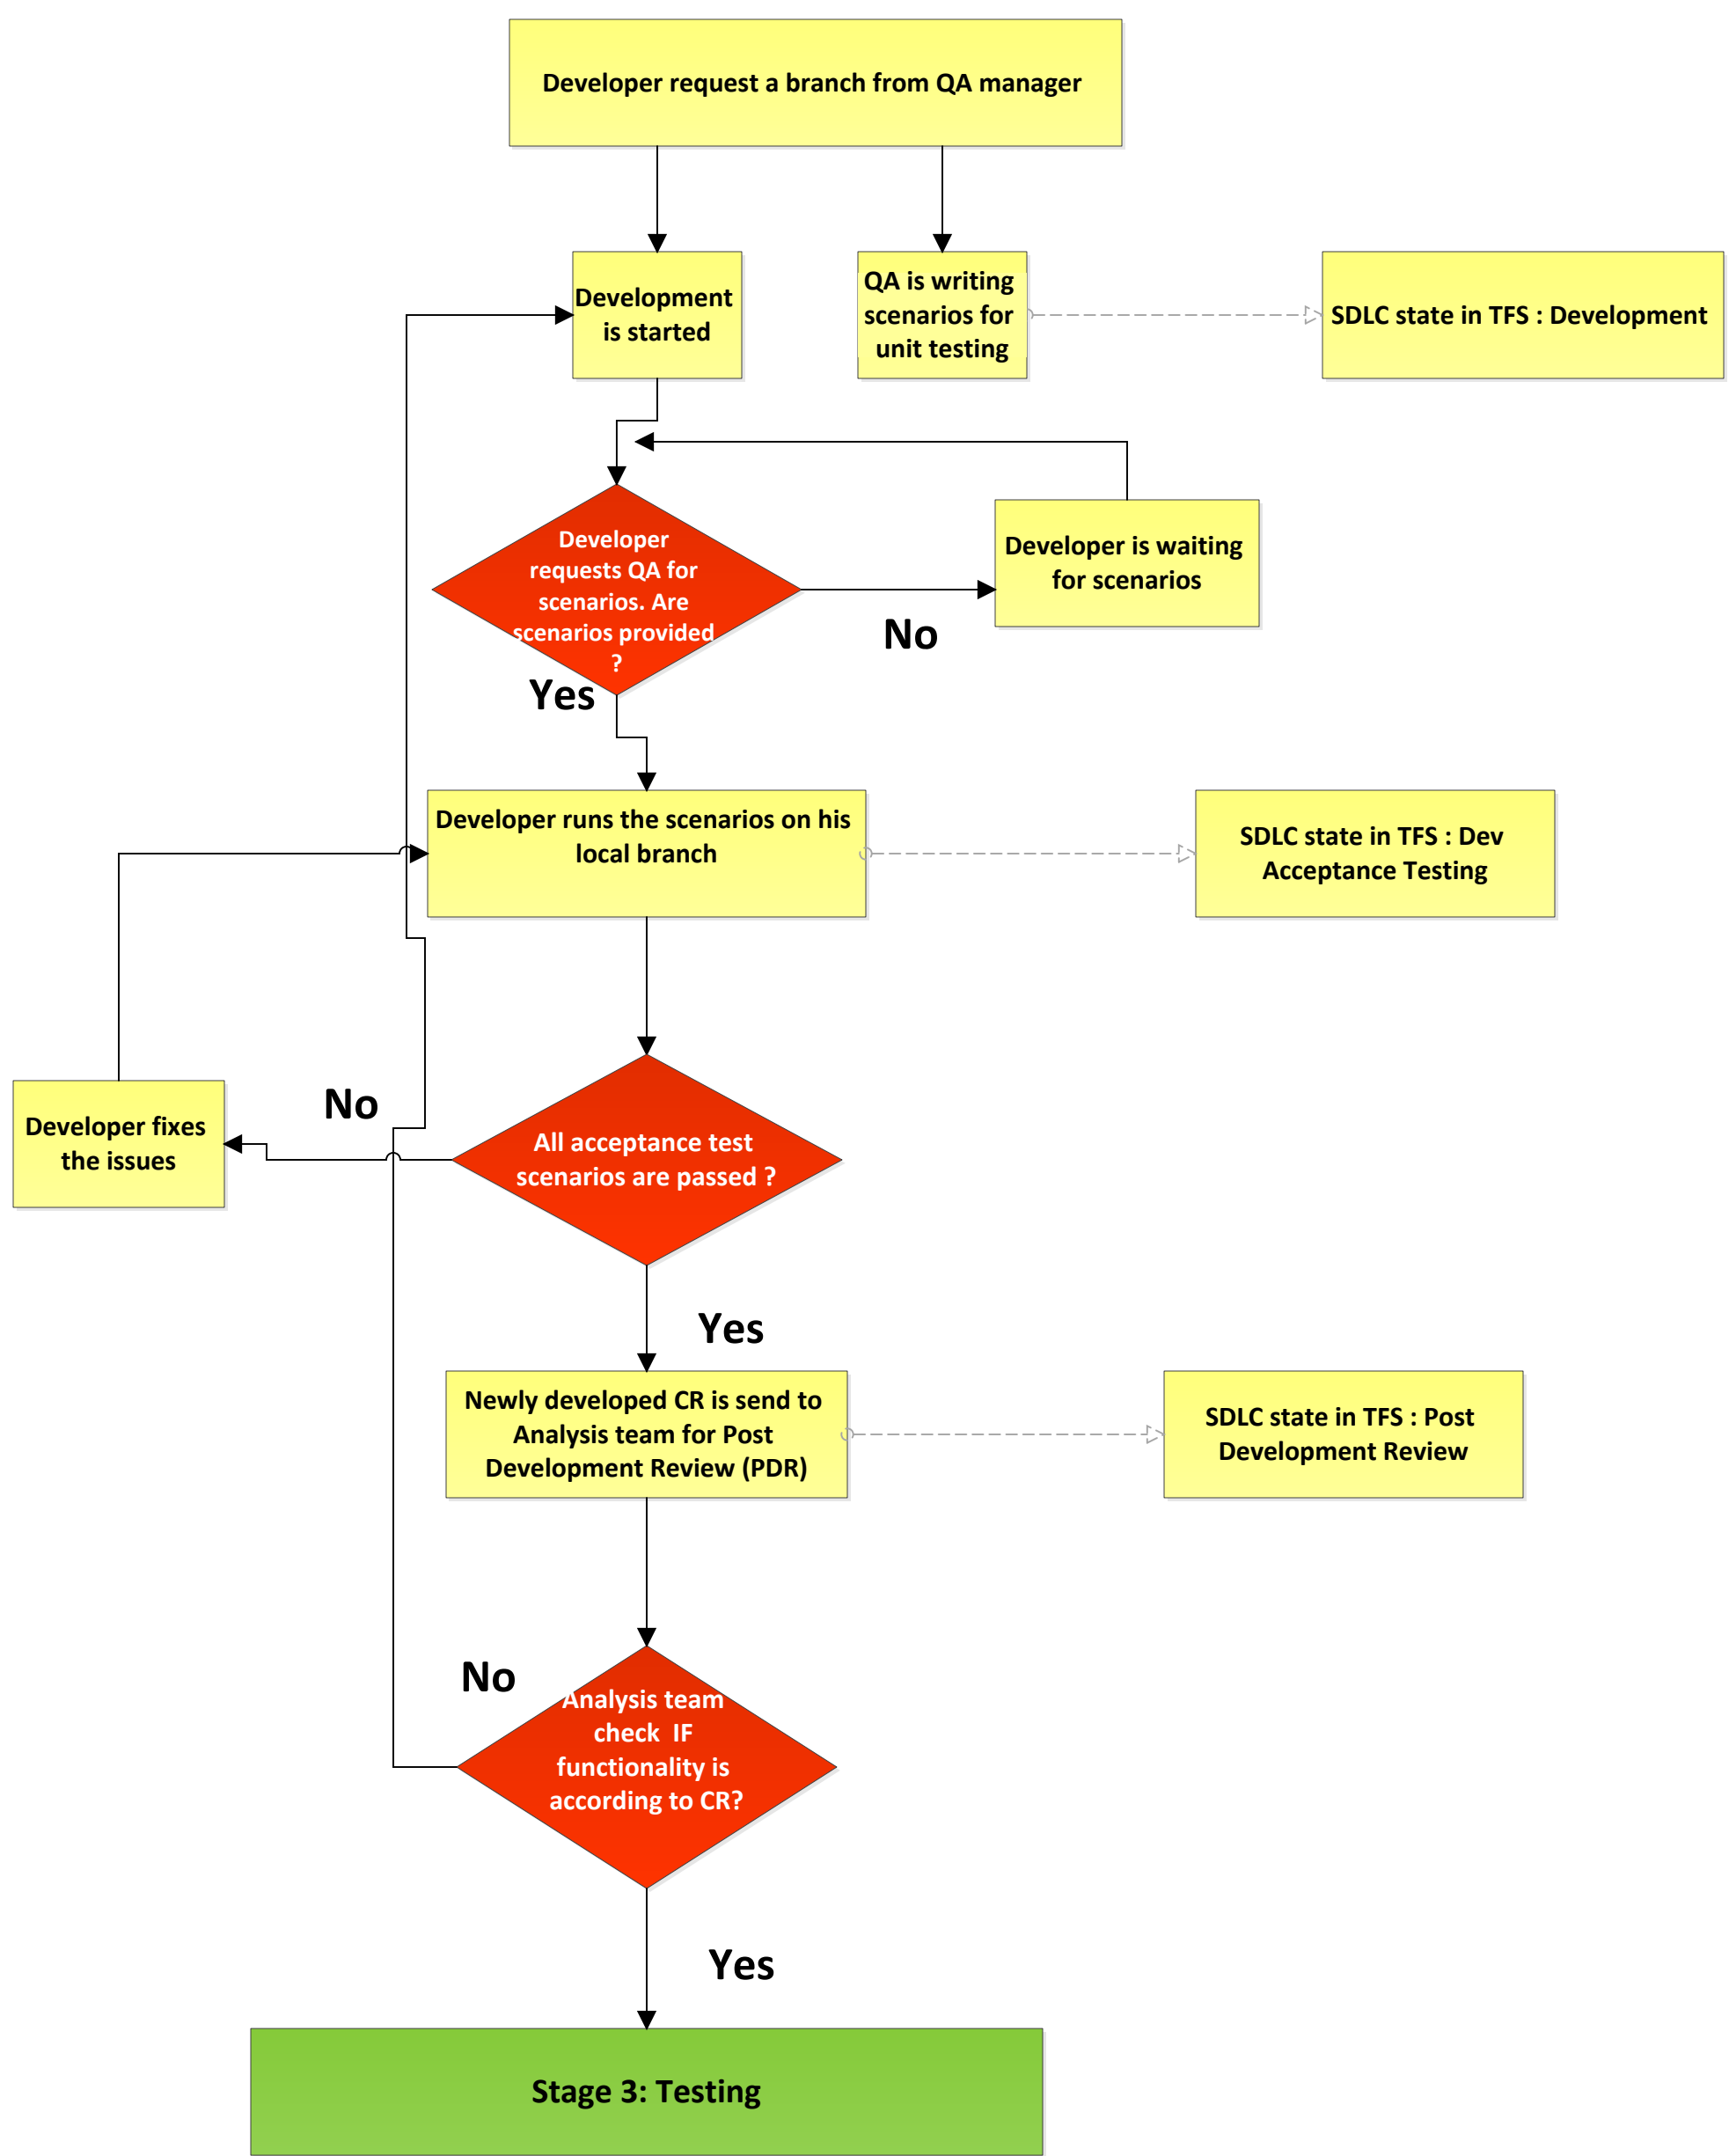 Developer request a branch from QA manager
Development
is started
QA is writing
scenarios for
unit testing
SDLC state in TFS : Development
Developer
requests QA for
scenarios. Are
scenarios provided
?
Developer is waiting
for scenarios
No
Yes
Developer runs the scenarios on his
local branch
SDLC state in TFS : Dev
Acceptance Testing
Developer fixes
the issues
No
All acceptance test
scenarios are passed ?
Yes
Newly developed CR is send to
Analysis team for Post
Development Review (PDR)
SDLC state in TFS : Post
Development Review
No
Analysis team
check  IF
functionality is
according to CR?
Yes
Stage 3: Testing